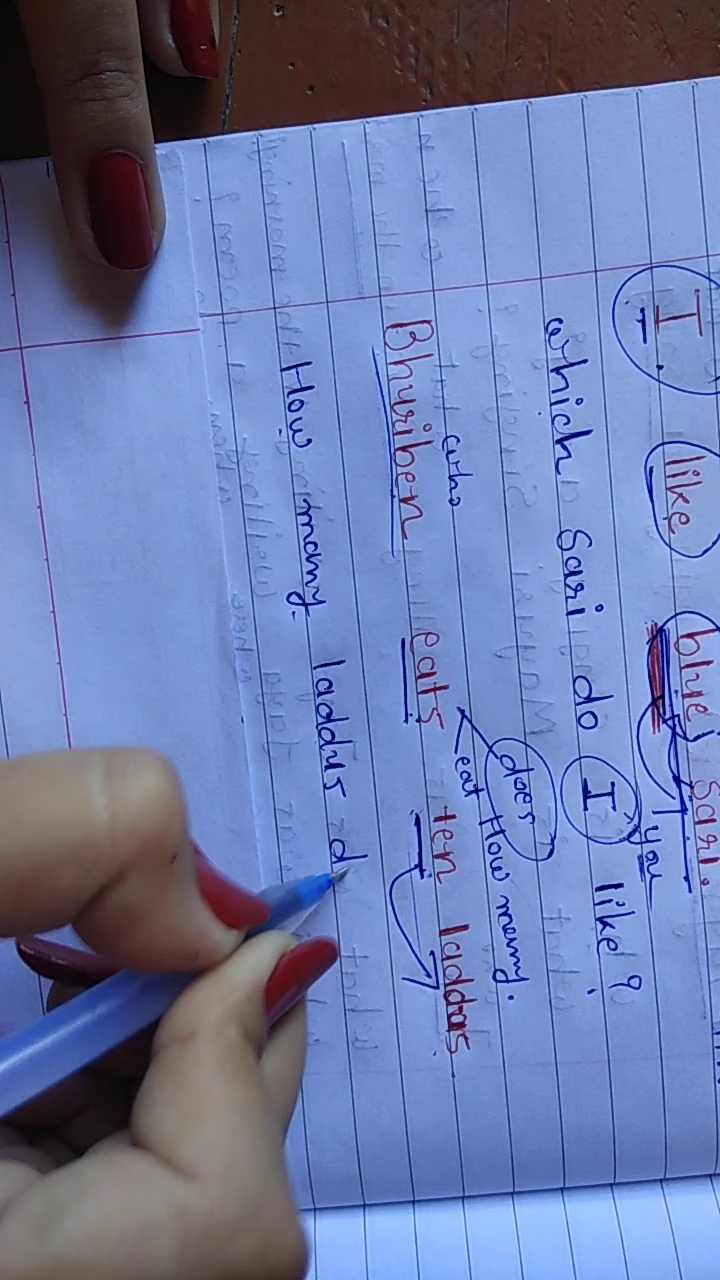 I like blue sari.
you
which sari do I like?
does
who eat How many.
Bhuriben eats ten laddus
How many laddus d